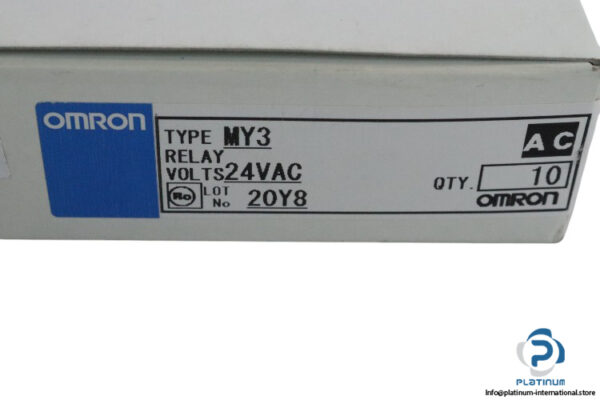 OMRON
TYPE MY3
AC
RELAY
VOLTS 24VAC
QTY. 10
LOT No 20Y8
OMRON
PLATINUM
Info@platinum-international.store